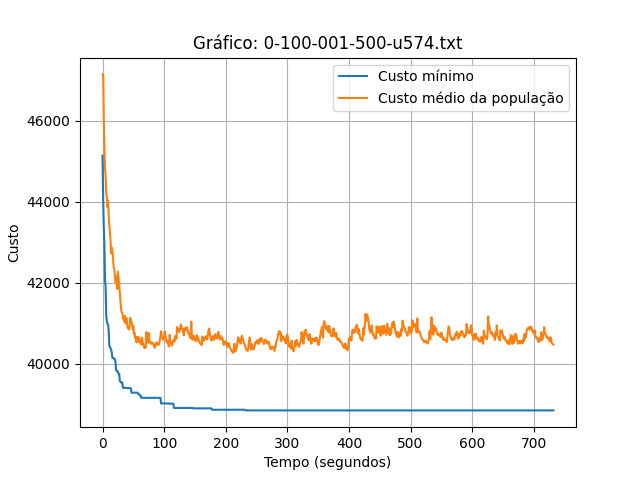 Gráfico: 0-100-001-500-u574.txt
Custo mínimo
Custo médio da população
Custo
46000
44000
42000
40000
0 100 200 300 400 500 600 700
Tempo (segundos)